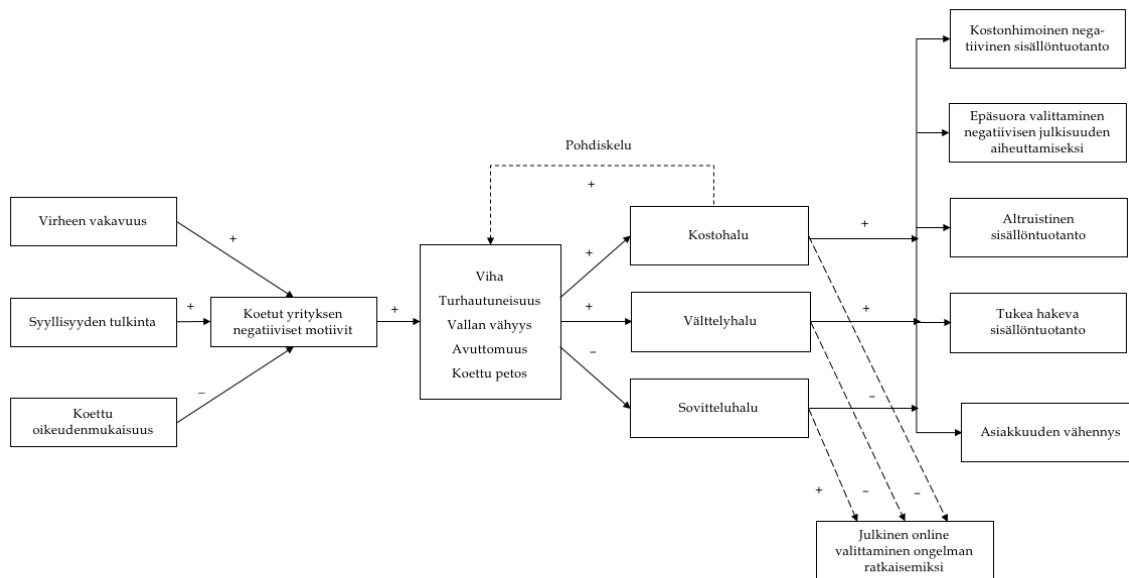 Kostonhimoinen nega-
tiivinen sisällöntuotanto
Epäsuora valittaminen
negatiivisen julkisuuden
aiheuttamiseksi
Pohdiskelu
+
Virheen vakavuus
+
Altruistinen
sisällöntuotanto
Kostohalu
+
+
Viha
Turhautuneisuus
Vallan vähyys
Avuttomuus
Koettu petos
Syyllisyyden tulkinta
+
Koetut yrityksen
negatiiviset motiivit
+
+
Välttelyhalu
+
Tukea hakeva
sisällöntuotanto
–
Koettu
oikeudenmukaisuus
–
Sovitteluhalu
–
Asiakkuuden vähennys
+
–
–
Julkinen online
valittaminen ongelman
ratkaisemiksi